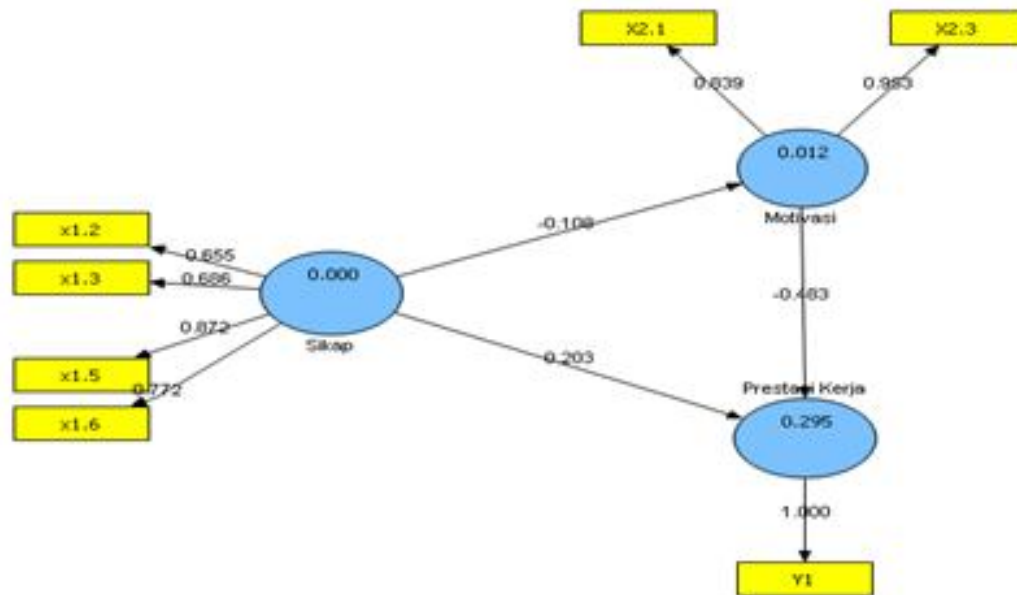 X2.1
X2.3
0.839
0.993
0.012
Motivasi
x1.2
-0.108
0.655
x1.3
0.686
0.000
-0.483
0.872
Sikap
0.203
x1.5
0.772
Prestasi Kerja
x1.6
0.295
1.000
Y1